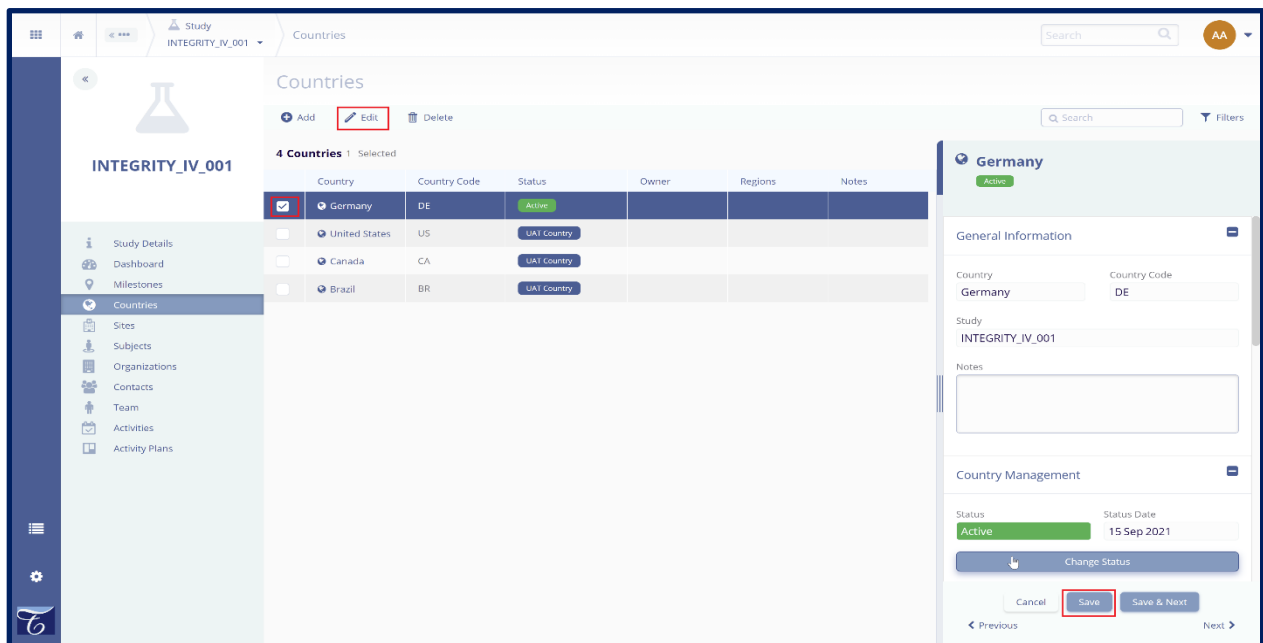 Study
INTEGRITY_IV_001
Countries
Search
AA
INTEGRITY_IV_001
Study Details
Dashboard
Milestones
Countries
Sites
Subjects
Organizations
Contacts
Team
Activities
Activity Plans
Countries
Add Edit Delete
Search
Filters
4 Countries 1 Selected
Country Country Code Status Owner Regions Notes
Germany DE Active
United States US UAT Country
Canada CA UAT Country
Brazil BR UAT Country
Germany
Active
General Information
Country Country Code
Germany DE
Study
INTEGRITY_IV_001
Notes
Country Management
Status Status Date
Active 15 Sep 2021
Change Status
Cancel Save Save & Next
Previous Next